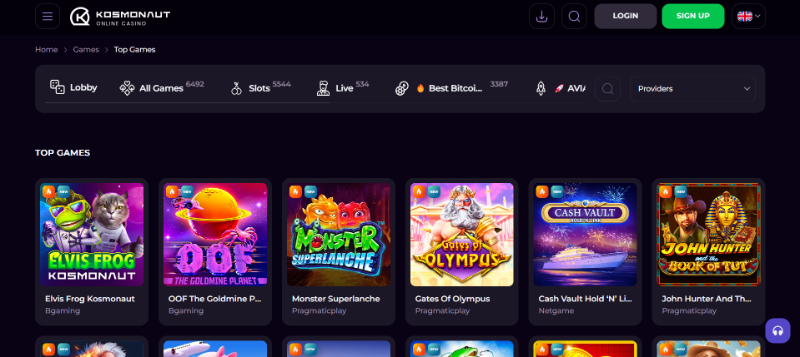 KOSMONAUT
ONLINE CASINO
LOGIN
SIGN UP
Home > Games > Top Games
Lobby
All Games 6492
Slots 5544
Live 534
Best Bitcoi... 3387
AVIA
Providers
TOP GAMES
ELVIS FROG
KOSMONAUT
OOF
THE GOLDMINE PLANET
MONSTER
SUPERLANCHE
Gates of
OLYMPUS
CASH VAULT
JOHN HUNTER
and the
BOOK OF TUT
Elvis Frog Kosmonaut
OOF The Goldmine P...
Monster Superlanche
Gates Of Olympus
Cash Vault Hold ‘N’ Li...
John Hunter And Th...
Bgaming
Bgaming
Pragmaticplay
Pragmaticplay
Netgame
Pragmaticplay